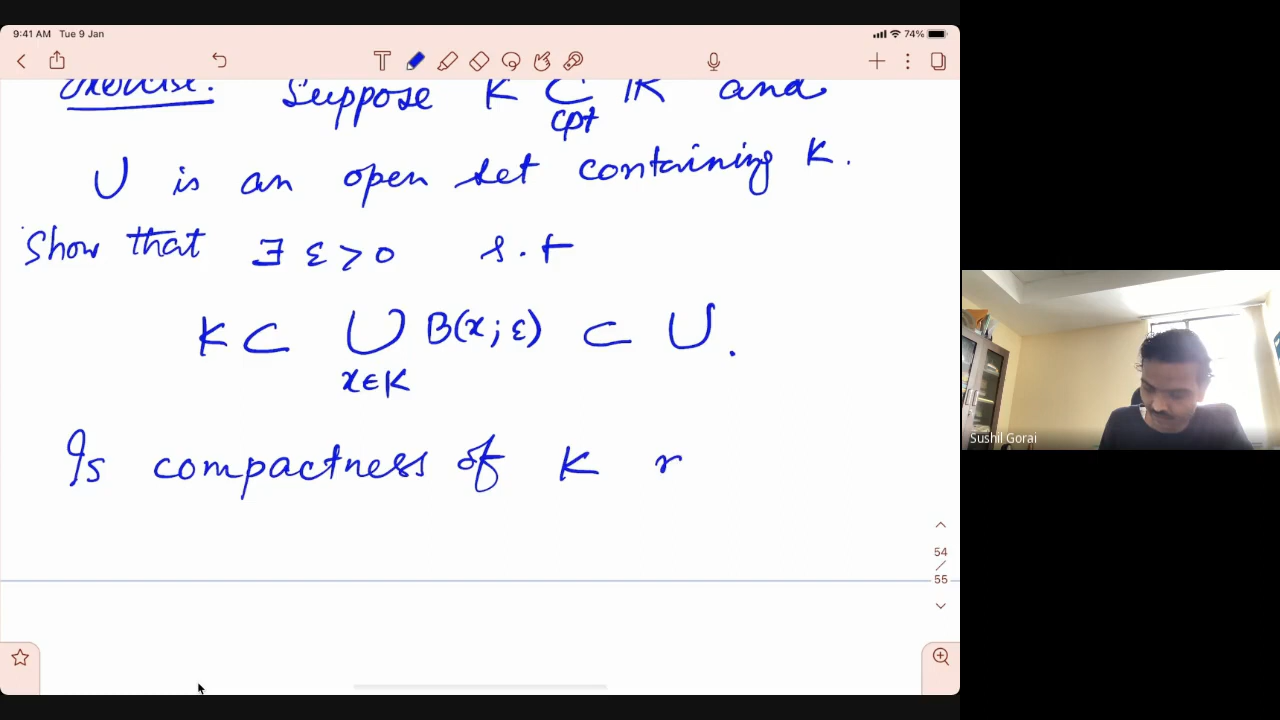 9:41 AM Tue 9 Jan
74%
Exercise: Suppose K ⊂ IR and
cpt
U is an open set containing K.
Show that ∃ ε > 0 s.t
K ⊂ ∪ B(x; ε) ⊂ U.
x∈K
Is compactness of K r
54
55
Sushil Gorai